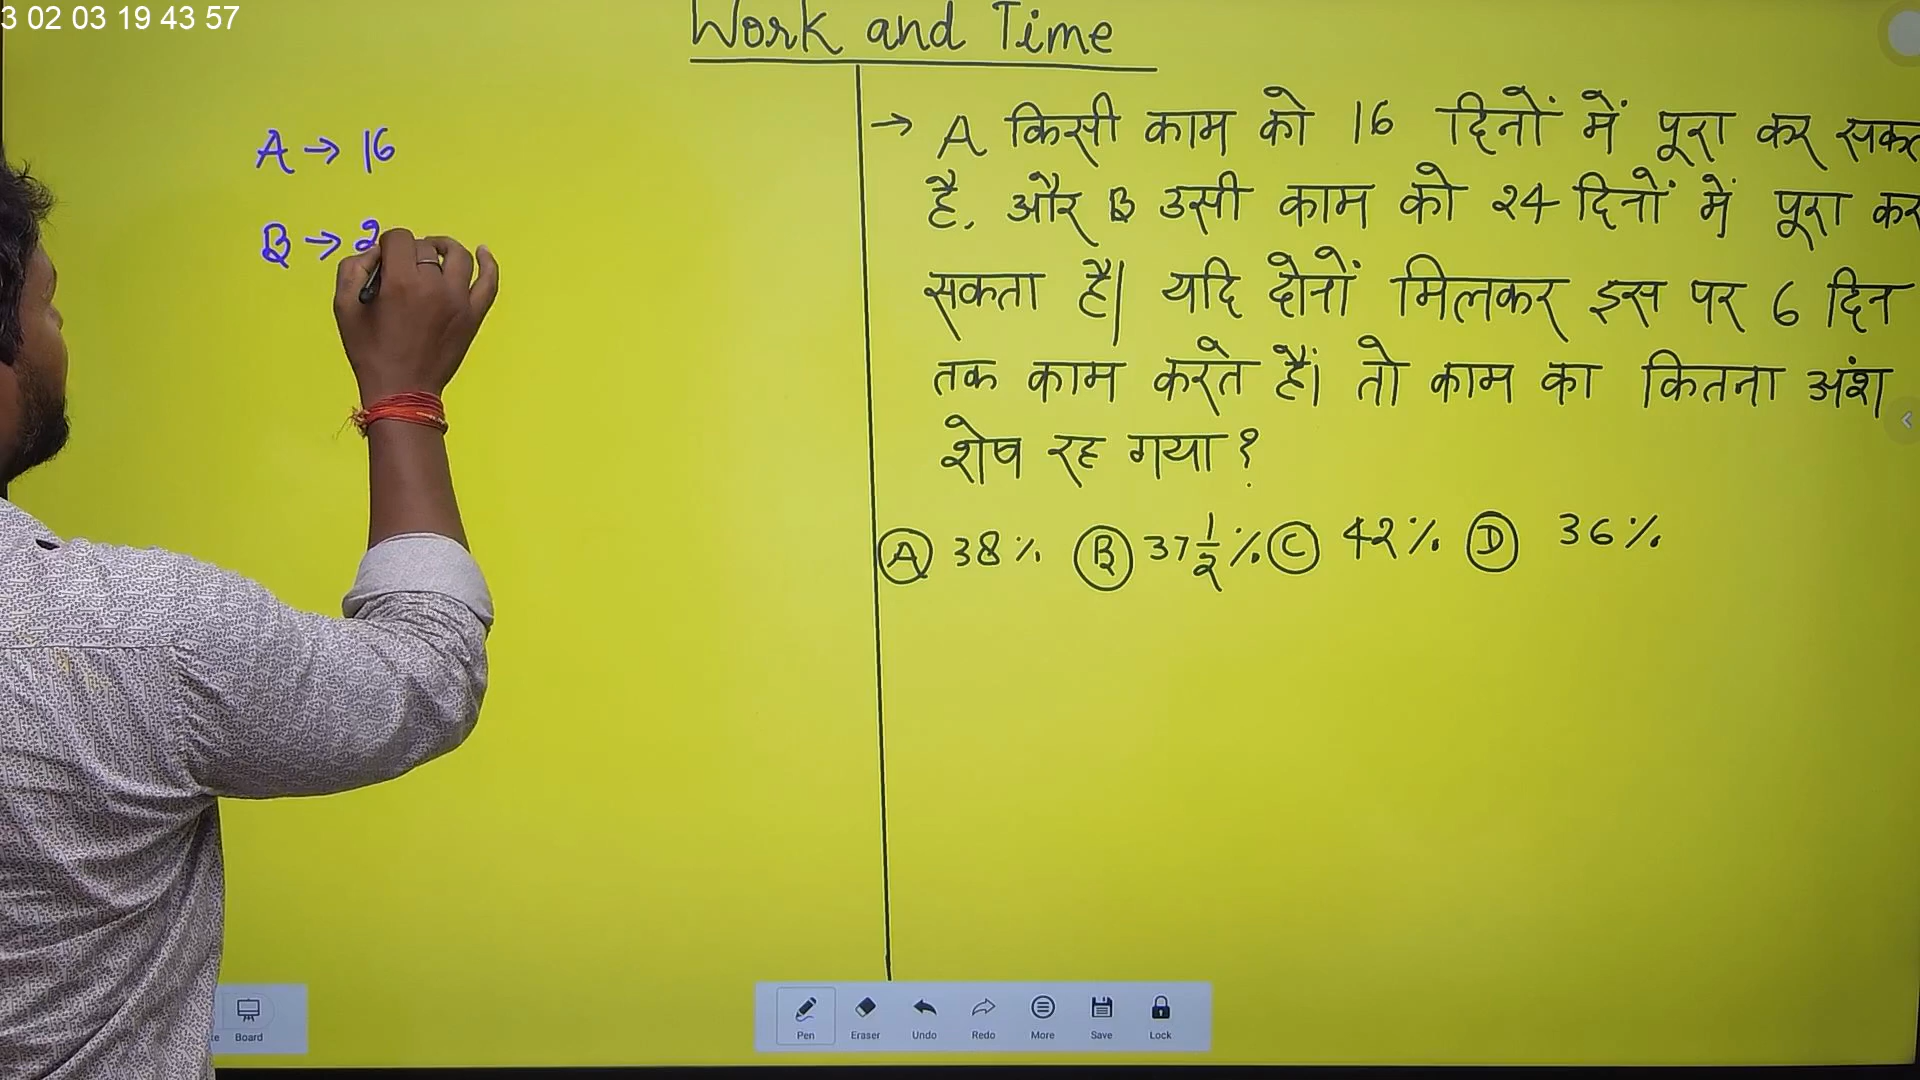 3 02 03 19 43 57
Work and Time
A → 16
B → 2
→ A किसी काम को 16 दिनों में पूरा कर सकत
है. और B उसी काम को 24 दिनों में पूरा कर
सकता है। यदि दोनों मिलकर इस पर 6 दिन
तक काम करते हैं। तो काम का कितना अंश
शेष रह गया ?
Ⓐ 38 % Ⓑ 37 1/2 % Ⓒ 42 % Ⓓ 36 %
Board
Pen Eraser Undo Redo More Save Lock